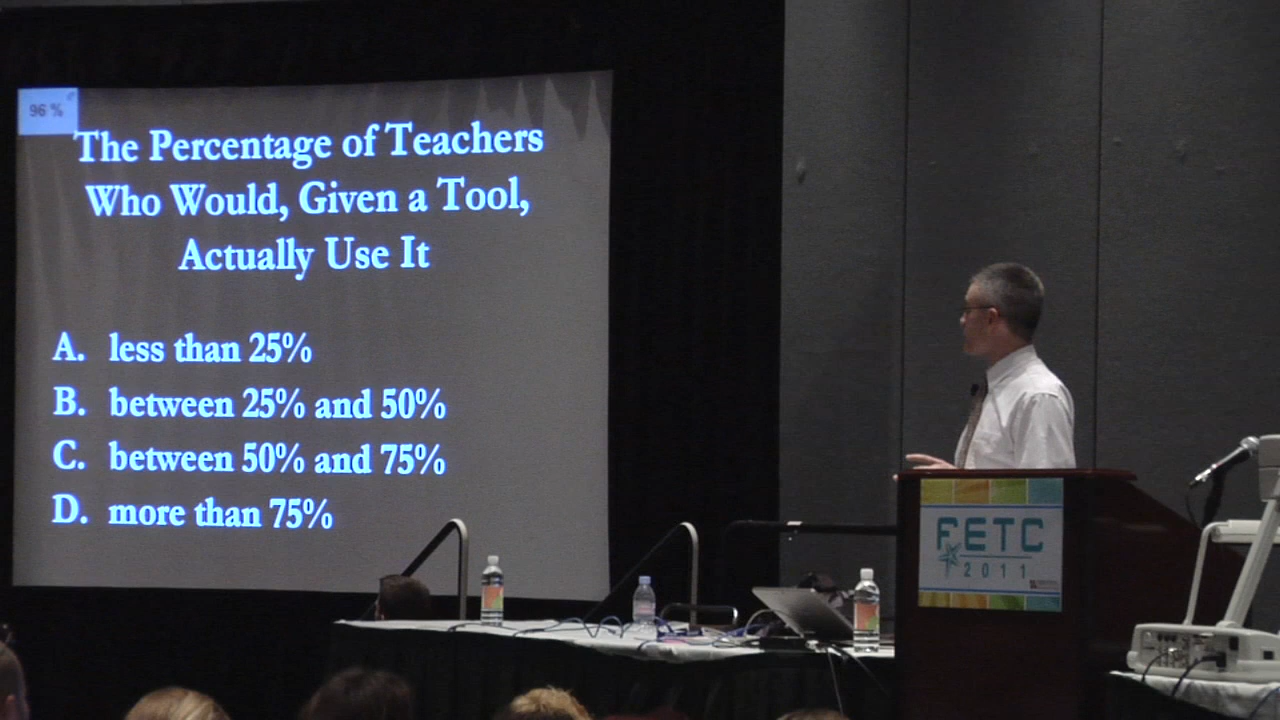 96 %
The Percentage of Teachers
Who Would, Given a Tool,
Actually Use It
A. less than 25%
B. between 25% and 50%
C. between 50% and 75%
D. more than 75%
FETC
2011